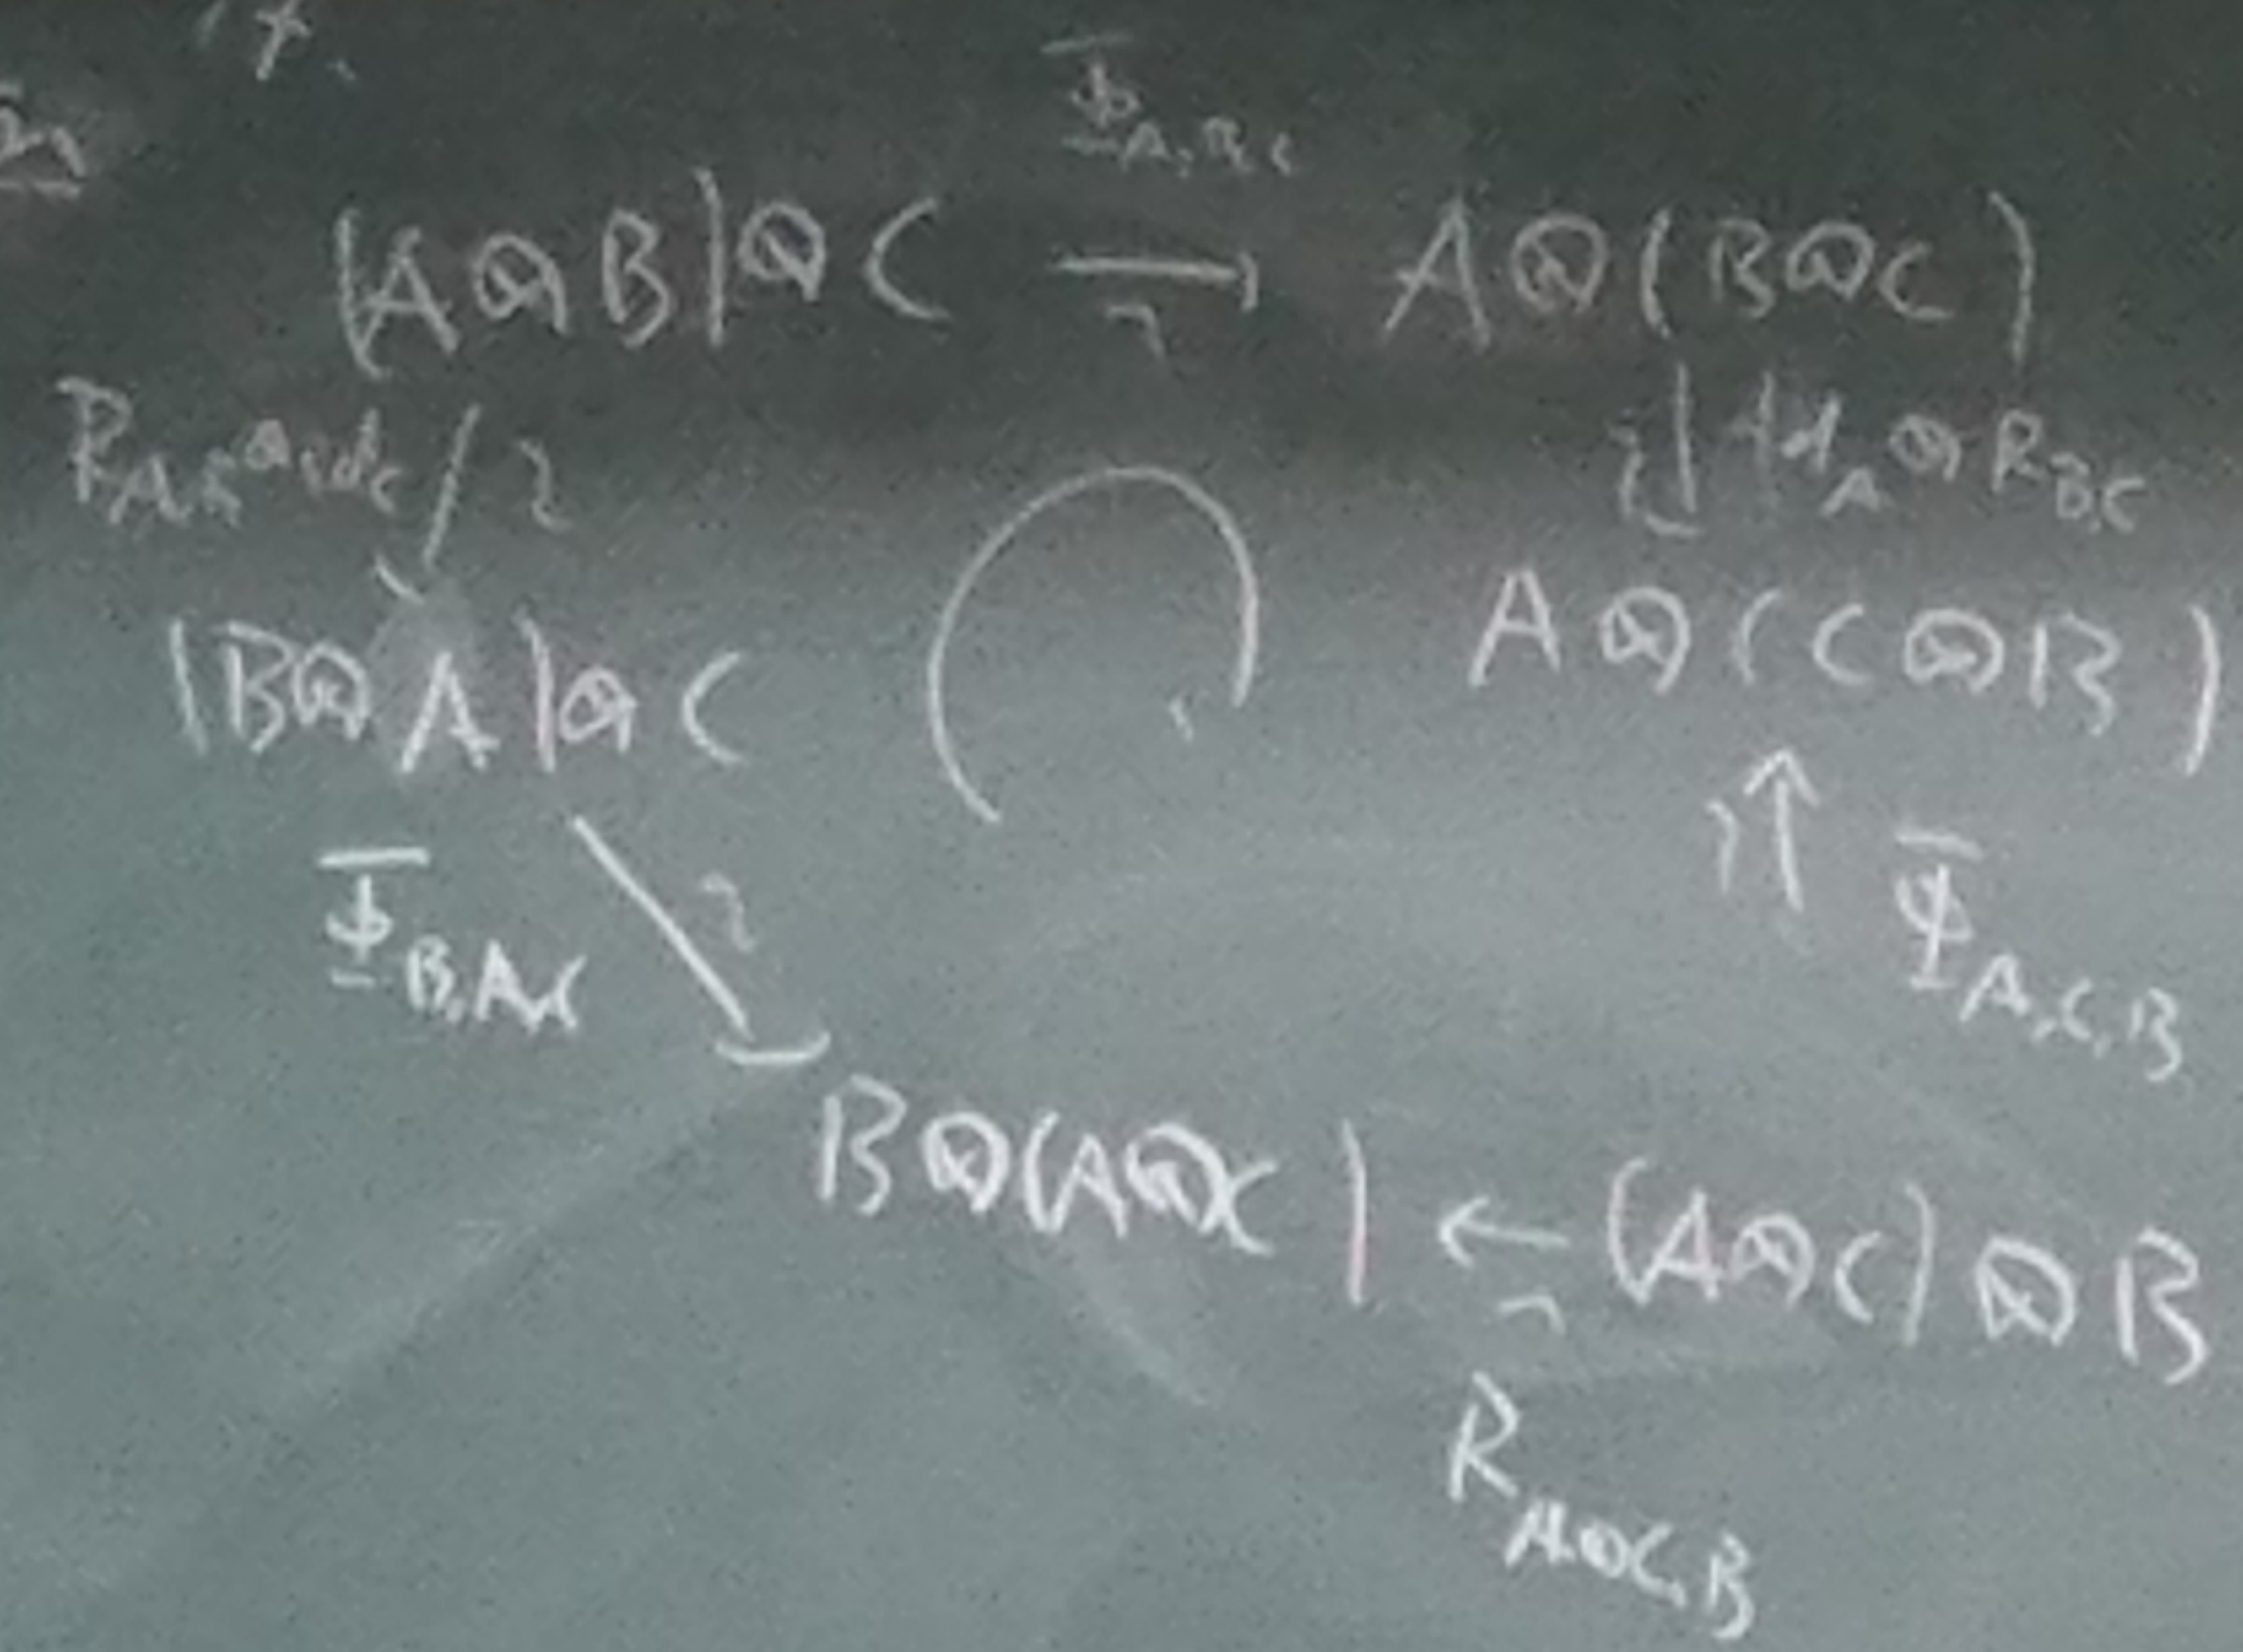 Φ_{A,B,C}
(A⊗B)⊗C → A⊗(B⊗C)
R_{A,B}⊗id_C ~ ~ id_A⊗R_{B,C}
(B⊗A)⊗C A⊗(C⊗B)
Φ_{B,A,C} ~ ~ Φ_{A,C,B}
B⊗(A⊗C) ← (A⊗C)⊗B
~
R_{A⊗C,B}